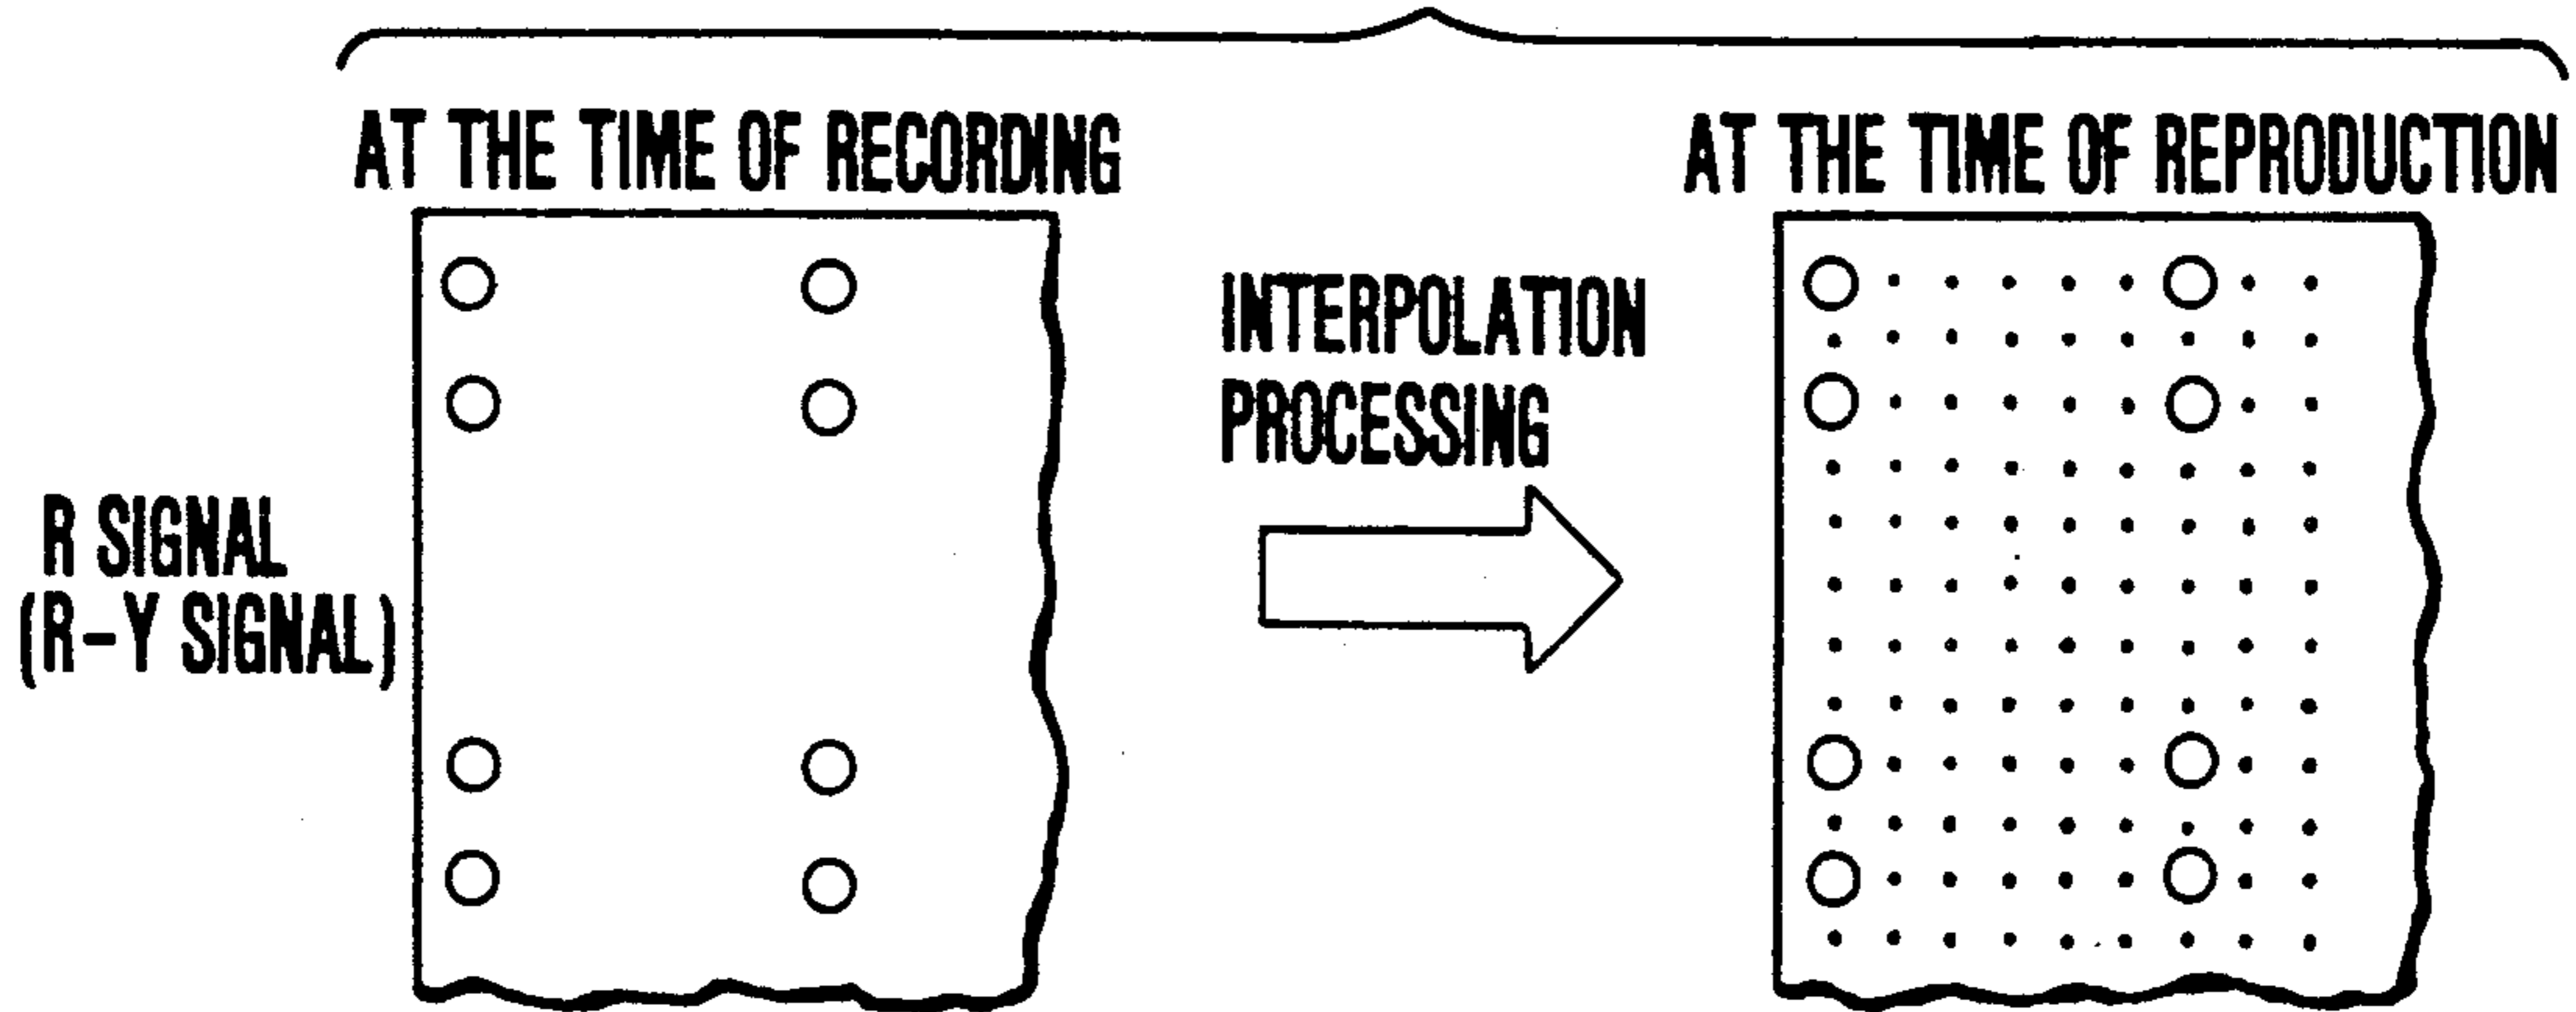 AT THE TIME OF RECORDING
AT THE TIME OF REPRODUCTION
INTERPOLATION
PROCESSING
R SIGNAL
(R-Y SIGNAL)